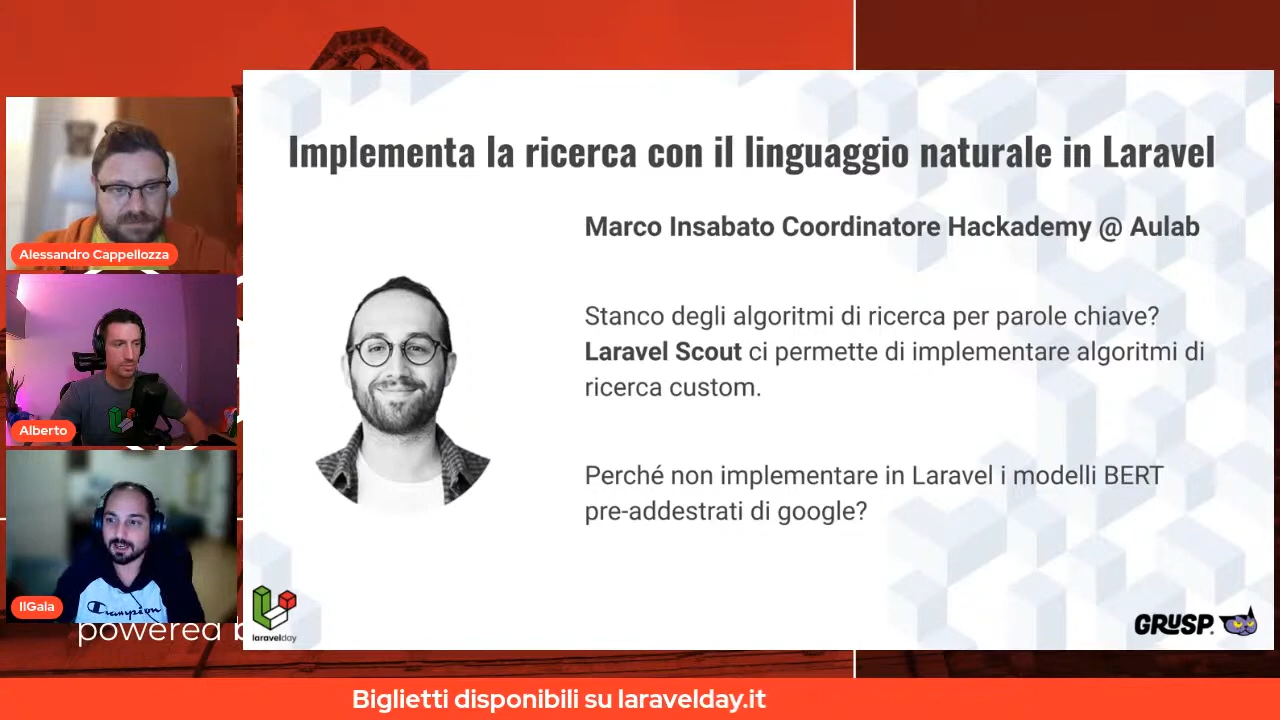 Implementa la ricerca con il linguaggio naturale in Laravel
Marco Insabato Coordinatore Hackademy @ Aulab
Stanco degli algoritmi di ricerca per parole chiave?
Laravel Scout ci permette di implementare algoritmi di
ricerca custom.
Perché non implementare in Laravel i modelli BERT
pre-addestrati di google?
Alessandro Cappellozza
Alberto
IlGala
Champion
powered b
laravelday
GRUSP.
Biglietti disponibili su laravelday.it